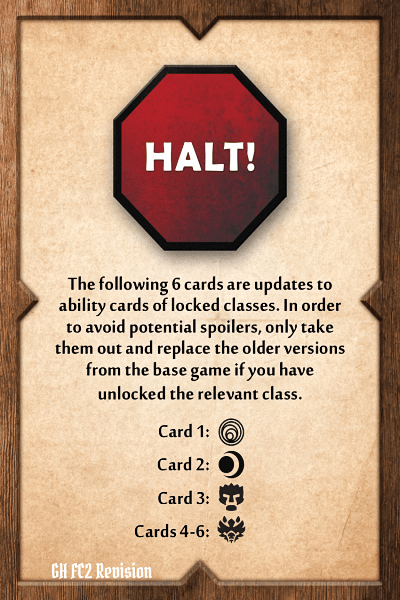 HALT!
The following 6 cards are updates to
ability cards of locked classes. In order
to avoid potential spoilers, only take
them out and replace the older versions
from the base game if you have
unlocked the relevant class.
Card 1:
Card 2:
Card 3:
Cards 4-6:
GH FC2 Revision